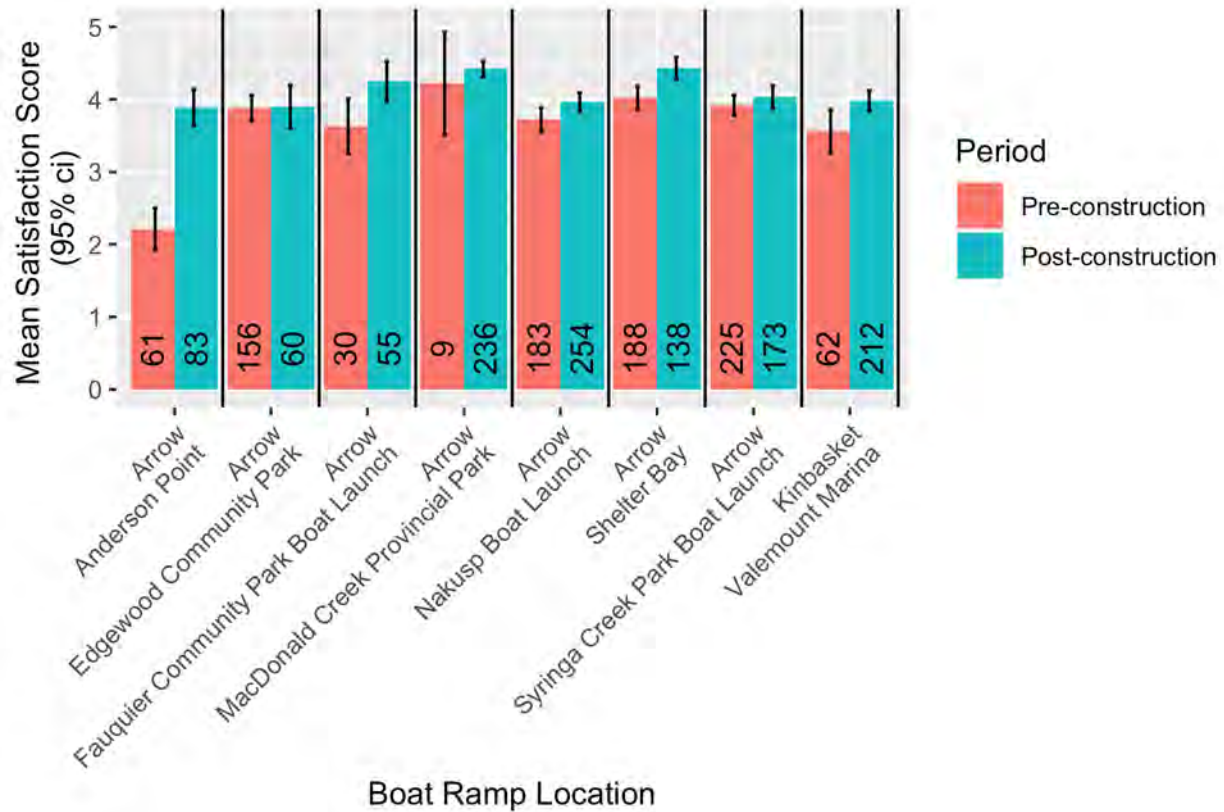 Mean Satisfaction Score
(95% ci)
5
4
3
2
1
0
61
83
156
60
30
55
9
236
183
254
188
138
225
173
62
212
Arrow
Anderson Point
Arrow
Edgewood Community Park
Arrow
Fauquier Community Park Boat Launch
Arrow
MacDonald Creek Provincial Park
Arrow
Nakusp Boat Launch
Arrow
Shelter Bay
Arrow
Syringa Creek Park Boat Launch
Kinbasket
Valemount Marina
Boat Ramp Location
Period
Pre-construction
Post-construction